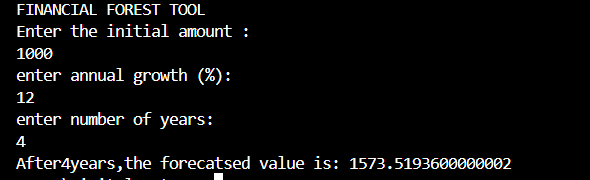 FINANCIAL FOREST TOOL
Enter the initial amount :
1000
enter annual growth (%):
12
enter number of years:
4
After4years,the forecatsed value is: 1573.5193600000002